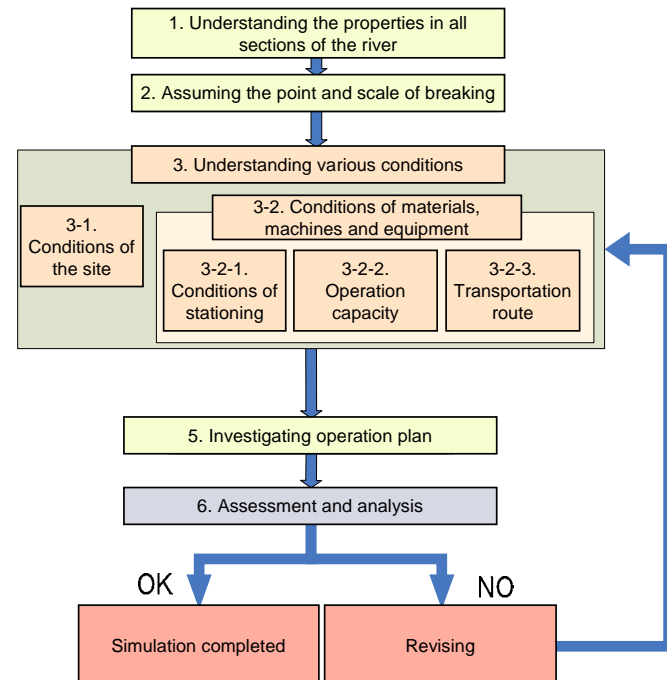 1. Understanding the properties in all
sections of the river
2. Assuming the point and scale of breaking
3. Understanding various conditions
3-1.
Conditions of
the site
3-2. Conditions of materials,
machines and equipment
3-2-1.
Conditions of
stationing
3-2-2.
Operation
capacity
3-2-3.
Transportation
route
5. Investigating operation plan
6. Assessment and analysis
OK
NO
Simulation completed
Revising